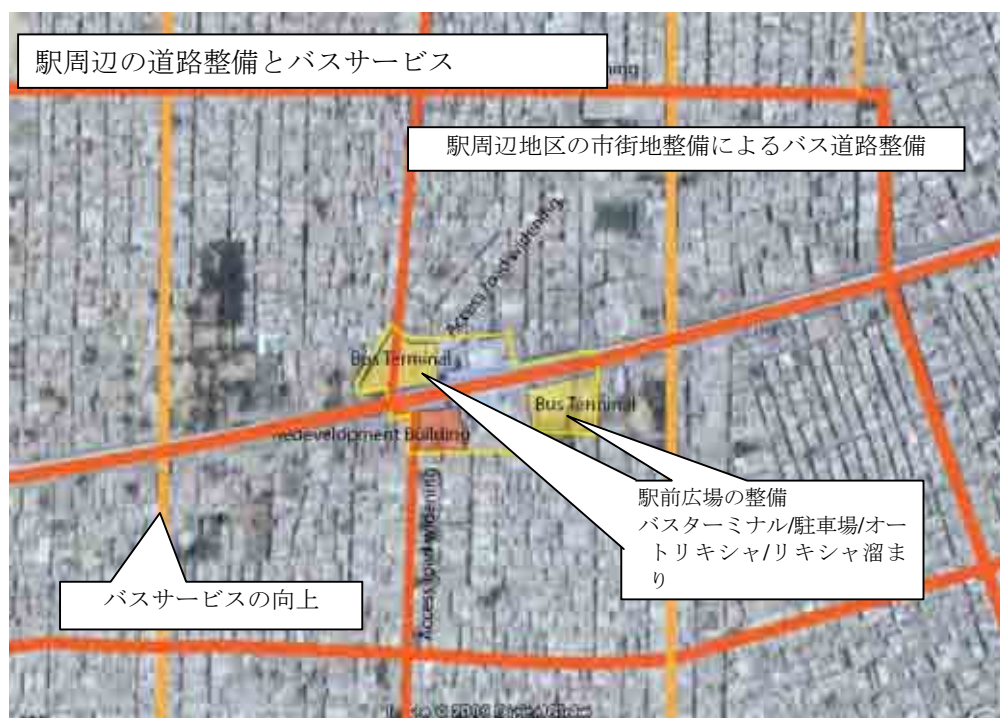 駅周辺の道路整備とバスサービス
駅周辺地区の市街地整備によるバス道路整備
Access road widening
Bus Terminal
Bus Terminal
Redevelopment Building
Access road widening
駅前広場の整備
バスターミナル/駐車場/オー
トリキシャ/リキシャ溜ま
り
バスサービスの向上